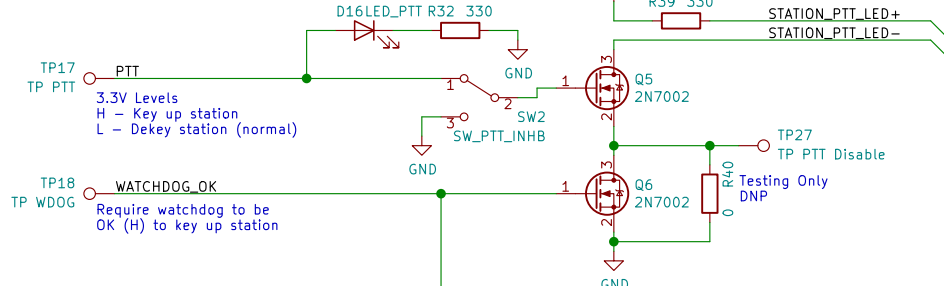 R39 330
D16LED_PTT R32 330
STATION_PTT_LED+
STATION_PTT_LED-
TP17
TP PTT
PTT
GND
3.3V Levels
H - Key up station
L - Dekey station (normal)
1
2
3
SW2
SW_PTT_INHB
GND
1
3
2
Q5
2N7002
TP27
TP PTT Disable
TP18
TP WDOG
WATCHDOG_OK
Require watchdog to be
OK (H) to key up station
1
3
2
Q6
2N7002
R40
0
Testing Only
DNP
GND